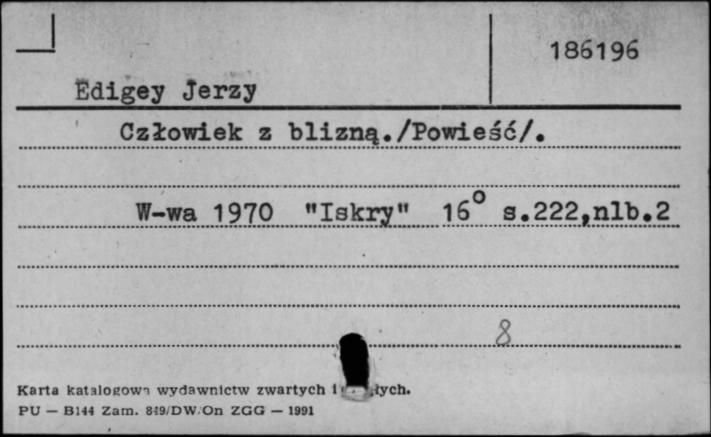 186196
Edigey Jerzy
Człowiek z blizną./Powieść/.
W-wa 1970 "Iskry" 16° s.222,nlb.2
8
Karta katalogowa wydawnictw zwartych i
PU — B144 Zam. 849/DW/On ZGG — 1991